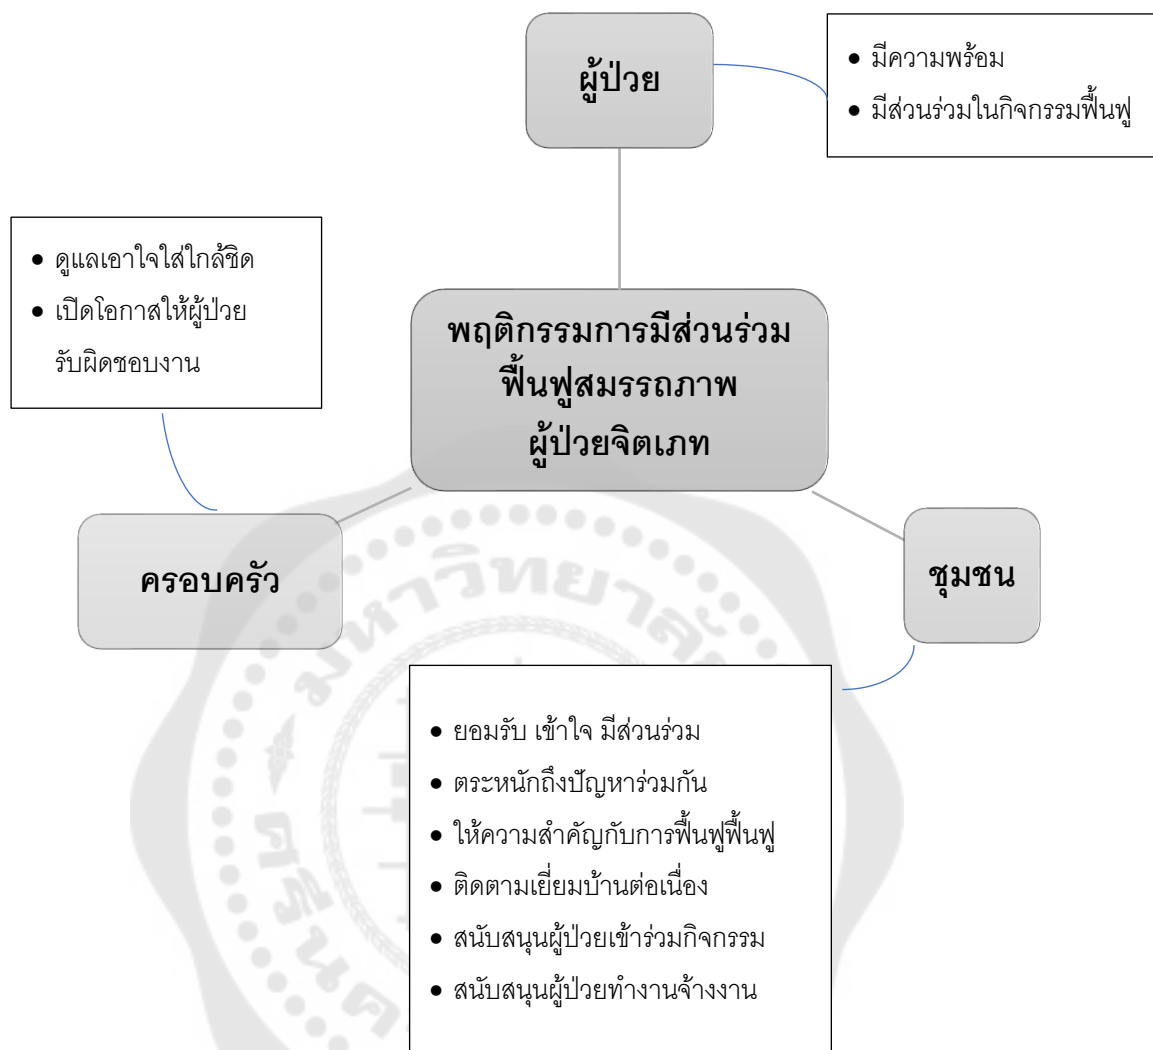 ผู้ป่วย
• มีความพร้อม
• มีส่วนร่วมในกิจกรรมฟื้นฟู
• ดูแลเอาใจใส่ใกล้ชิด
• เปิดโอกาสให้ผู้ป่วย
รับผิดชอบงาน
พฤติกรรมการมีส่วนร่วม
ฟื้นฟูสมรรถภาพ
ผู้ป่วยจิตเภท
ครอบครัว
ชุมชน
• ยอมรับ เข้าใจ มีส่วนร่วม
• ตระหนักถึงปัญหาร่วมกัน
• ให้ความสำคัญกับการฟื้นฟูฟื้นฟู
• ติดตามเยี่ยมบ้านต่อเนื่อง
• สนับสนุนผู้ป่วยเข้าร่วมกิจกรรม
• สนับสนุนผู้ป่วยทำงานจ้างงาน